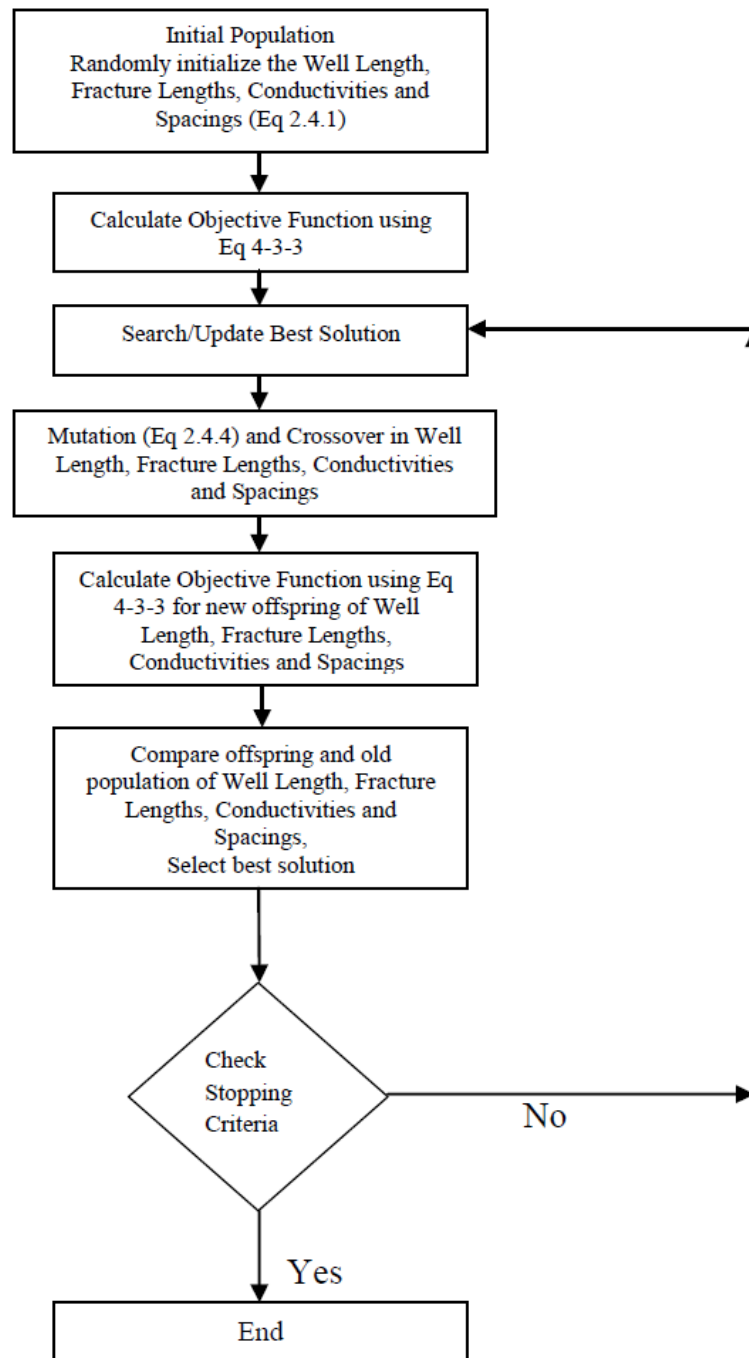 Initial Population
Randomly initialize the Well Length,
Fracture Lengths, Conductivities and
Spacings (Eq 2.4.1)
Calculate Objective Function using
Eq 4-3-3
Search/Update Best Solution
Mutation (Eq 2.4.4) and Crossover in Well
Length, Fracture Lengths, Conductivities
and Spacings
Calculate Objective Function using Eq
4-3-3 for new offspring of Well
Length, Fracture Lengths,
Conductivities and Spacings
Compare offspring and old
population of Well Length, Fracture
Lengths, Conductivities and
Spacings,
Select best solution
Check
Stopping
Criteria
No
Yes
End